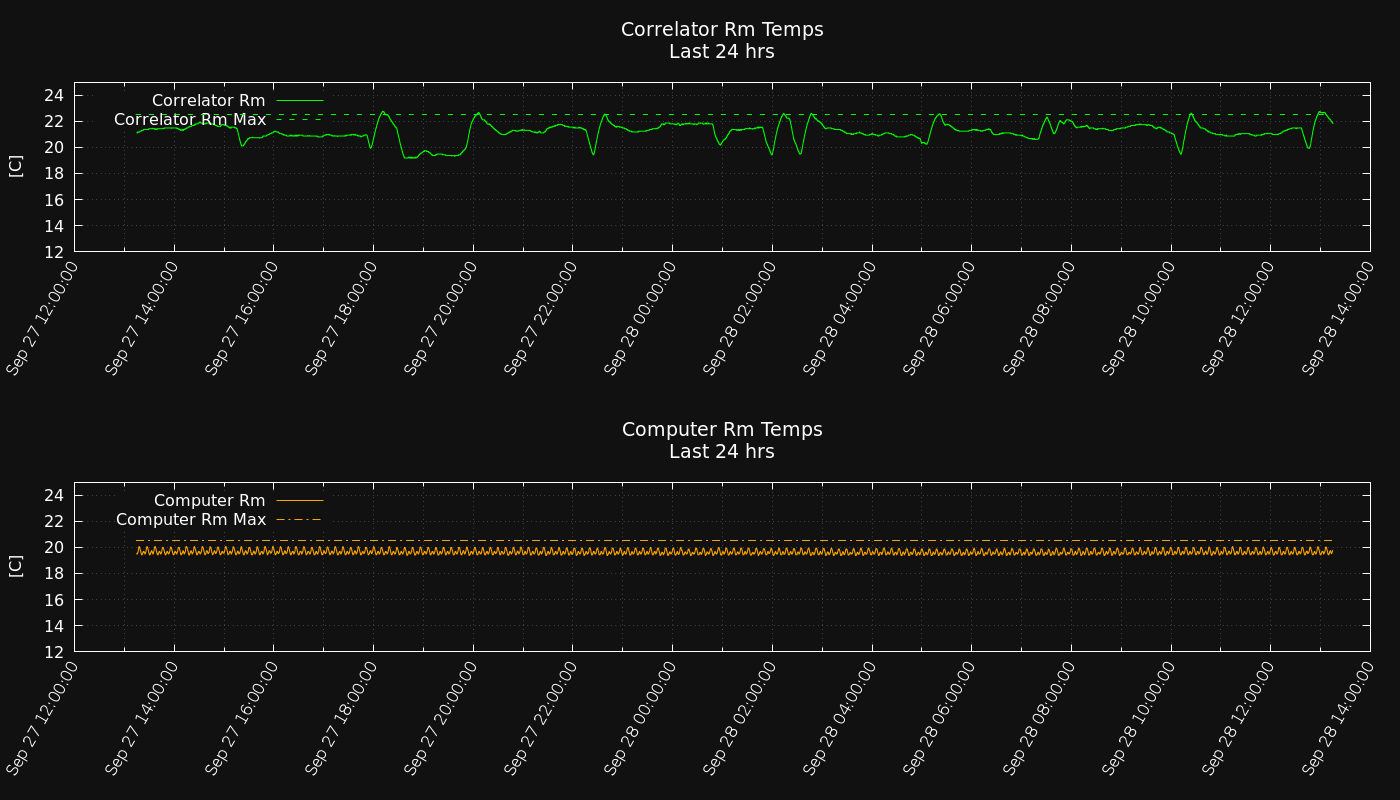 Correlator Rm Temps
Last 24 hrs
Correlator Rm
Correlator Rm Max
[C]
24
22
20
18
16
14
12
Sep 27 12:00:00
Sep 27 14:00:00
Sep 27 16:00:00
Sep 27 18:00:00
Sep 27 20:00:00
Sep 27 22:00:00
Sep 28 00:00:00
Sep 28 02:00:00
Sep 28 04:00:00
Sep 28 06:00:00
Sep 28 08:00:00
Sep 28 10:00:00
Sep 28 12:00:00
Sep 28 14:00:00
Computer Rm Temps
Last 24 hrs
Computer Rm
Computer Rm Max
[C]
24
22
20
18
16
14
12
Sep 27 12:00:00
Sep 27 14:00:00
Sep 27 16:00:00
Sep 27 18:00:00
Sep 27 20:00:00
Sep 27 22:00:00
Sep 28 00:00:00
Sep 28 02:00:00
Sep 28 04:00:00
Sep 28 06:00:00
Sep 28 08:00:00
Sep 28 10:00:00
Sep 28 12:00:00
Sep 28 14:00:00